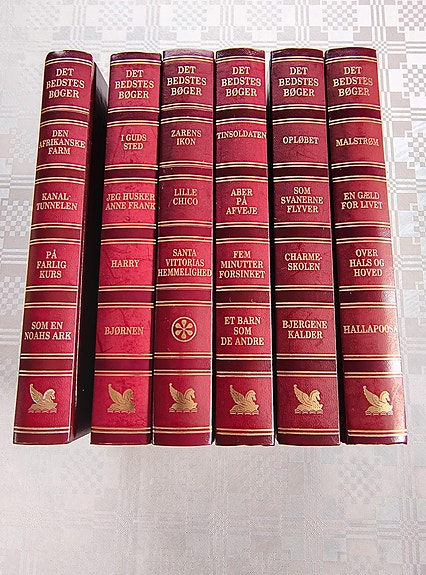 DET
BEDSTES
BØGER
DEN
AFRIKANSKE
FARM
KANAL-
TUNNELEN
PÅ
FARLIG
KURS
SOM EN
NOAHS ARK
DET
BEDSTES
BØGER
I GUDS
STED
JEG HUSKER
ANNE FRANK
HARRY
BJØRNEN
DET
BEDSTES
BØGER
ZARENS
IKON
LILLE
CHICO
SANTA
VITTORIAS
HEMMELIGHED
DET
BEDSTES
BØGER
TINSOLDATEN
ABER
PÅ
AFVEJE
FEM
MINUTTER
FORSINKET
ET BARN
SOM
DE ANDRE
DET
BEDSTES
BØGER
OPLØBET
SOM
SVANERNE
FLYVER
CHARME-
SKOLEN
BJERGENE
KALDER
DET
BEDSTES
BØGER
MALSTRØM
EN GÆLD
FOR LIVET
OVER
HALS OG
HOVED
HALLAPOOSA